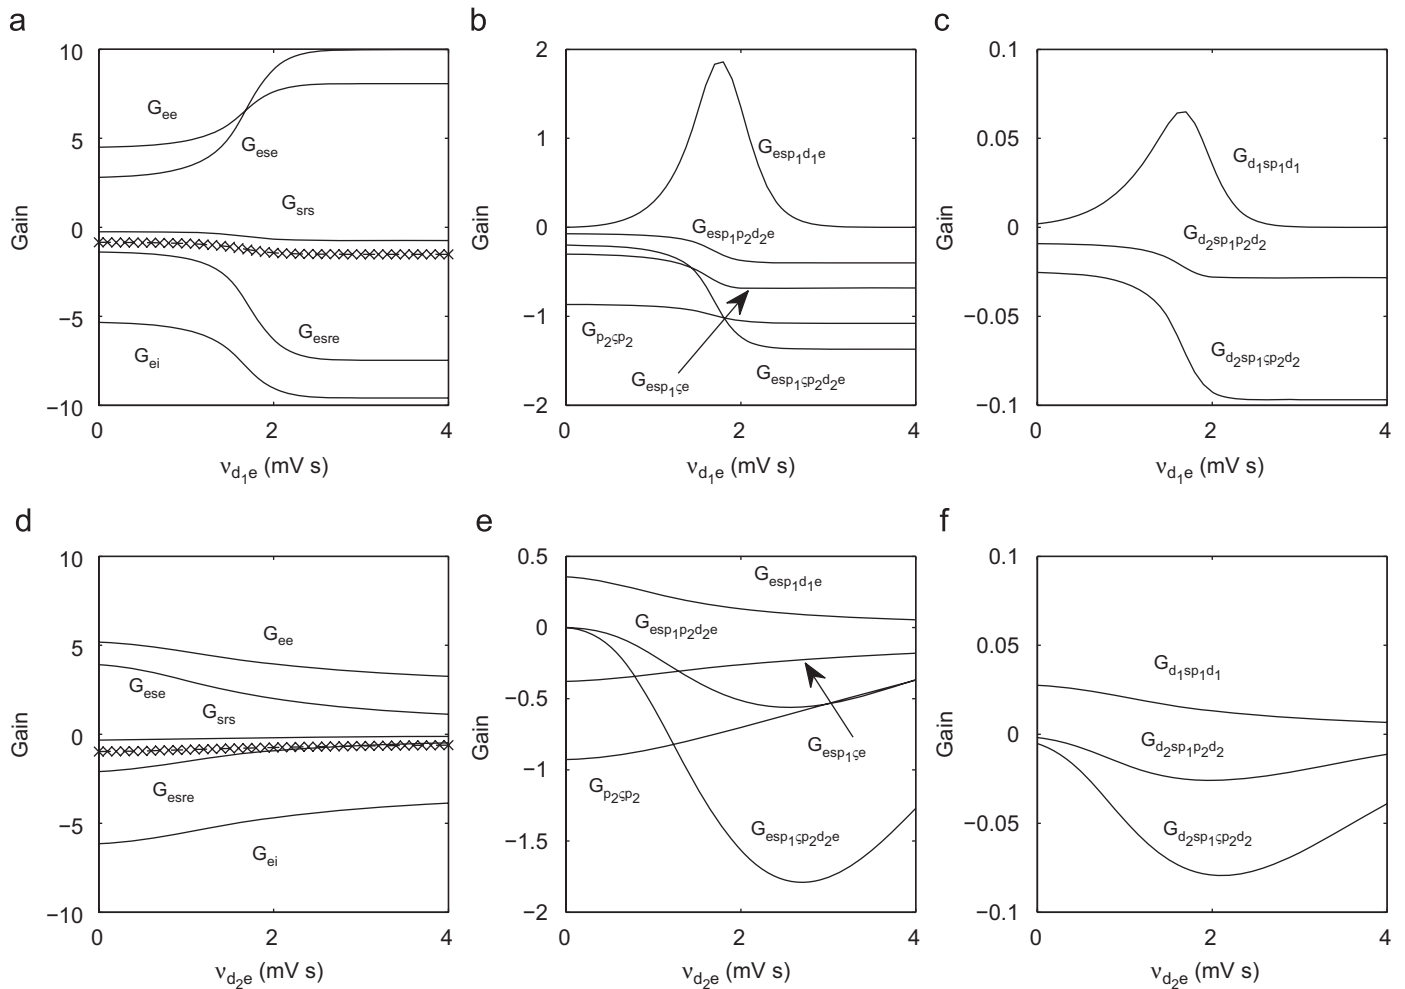 a
10
5
0
−5
−10
0
2
4
Gain
ν_d₁e (mV s)
G_ee
G_ese
G_srs
G_esre
G_ei
b
2
1
0
−1
−2
0
2
4
Gain
ν_d₁e (mV s)
G_esp₁d₁e
G_esp₁p₂d₂e
G_p₂ςp₂
G_esp₁ςe
G_esp₁ςp₂d₂e
c
0.1
0.05
0
−0.05
−0.1
0
2
4
Gain
ν_d₁e (mV s)
G_d₁sp₁d₁
G_d₂sp₁p₂d₂
G_d₂sp₁ςp₂d₂
d
10
5
0
−5
−10
0
2
4
Gain
ν_d₂e (mV s)
G_ee
G_ese
G_srs
G_esre
G_ei
e
0.5
0
−0.5
−1
−1.5
−2
0
2
4
Gain
ν_d₂e (mV s)
G_esp₁d₁e
G_esp₁p₂d₂e
G_esp₁ςe
G_p₂ςp₂
G_esp₁ςp₂d₂e
f
0.1
0.05
0
−0.05
−0.1
0
2
4
Gain
ν_d₂e (mV s)
G_d₁sp₁d₁
G_d₂sp₁p₂d₂
G_d₂sp₁ςp₂d₂